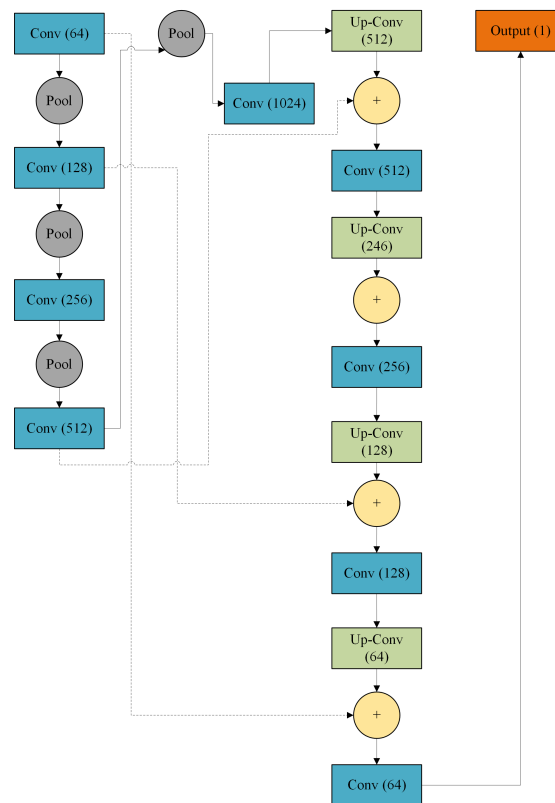 Conv (64)
Pool
Conv (128)
Pool
Conv (256)
Pool
Conv (512)
Pool
Conv (1024)
Up-Conv
(512)
+
Conv (512)
Up-Conv
(246)
+
Conv (256)
Up-Conv
(128)
+
Conv (128)
Up-Conv
(64)
+
Conv (64)
Output (1)